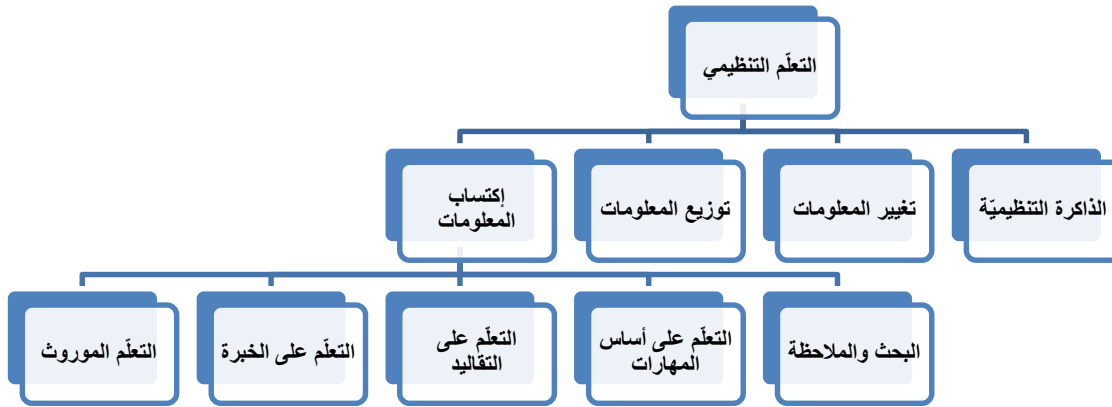 التعلّم التنظيمي
الذاكرة التنظيميّة
تغيير المعلومات
توزيع المعلومات
إكتساب
المعلومات
البحث والملاحظة
التعلّم على أساس
المهارات
التعلّم على
التقاليد
التعلّم على الخبرة
التعلّم الموروث